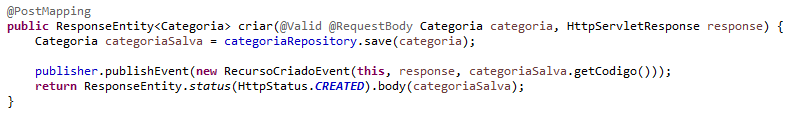 @PostMapping
public ResponseEntity<Categoria> criar(@Valid @RequestBody Categoria categoria, HttpServletResponse response) {
    Categoria categoriaSalva = categoriaRepository.save(categoria);

    publisher.publishEvent(new RecursoCriadoEvent(this, response, categoriaSalva.getCodigo()));
    return ResponseEntity.status(HttpStatus.CREATED).body(categoriaSalva);
}